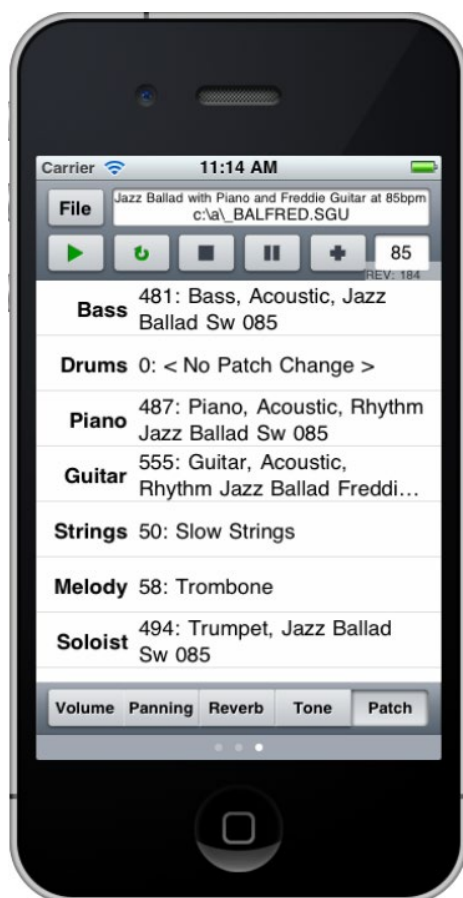 Carrier 11:14 AM
File
Jazz Ballad with Piano and Freddie Guitar at 85bpm
c:\a\_BALFRED.SGU
85
REV: 184
Bass 481: Bass, Acoustic, Jazz
Ballad Sw 085
Drums 0: < No Patch Change >
Piano 487: Piano, Acoustic, Rhythm
Jazz Ballad Sw 085
Guitar 555: Guitar, Acoustic,
Rhythm Jazz Ballad Freddi...
Strings 50: Slow Strings
Melody 58: Trombone
Soloist 494: Trumpet, Jazz Ballad
Sw 085
Volume Panning Reverb Tone Patch